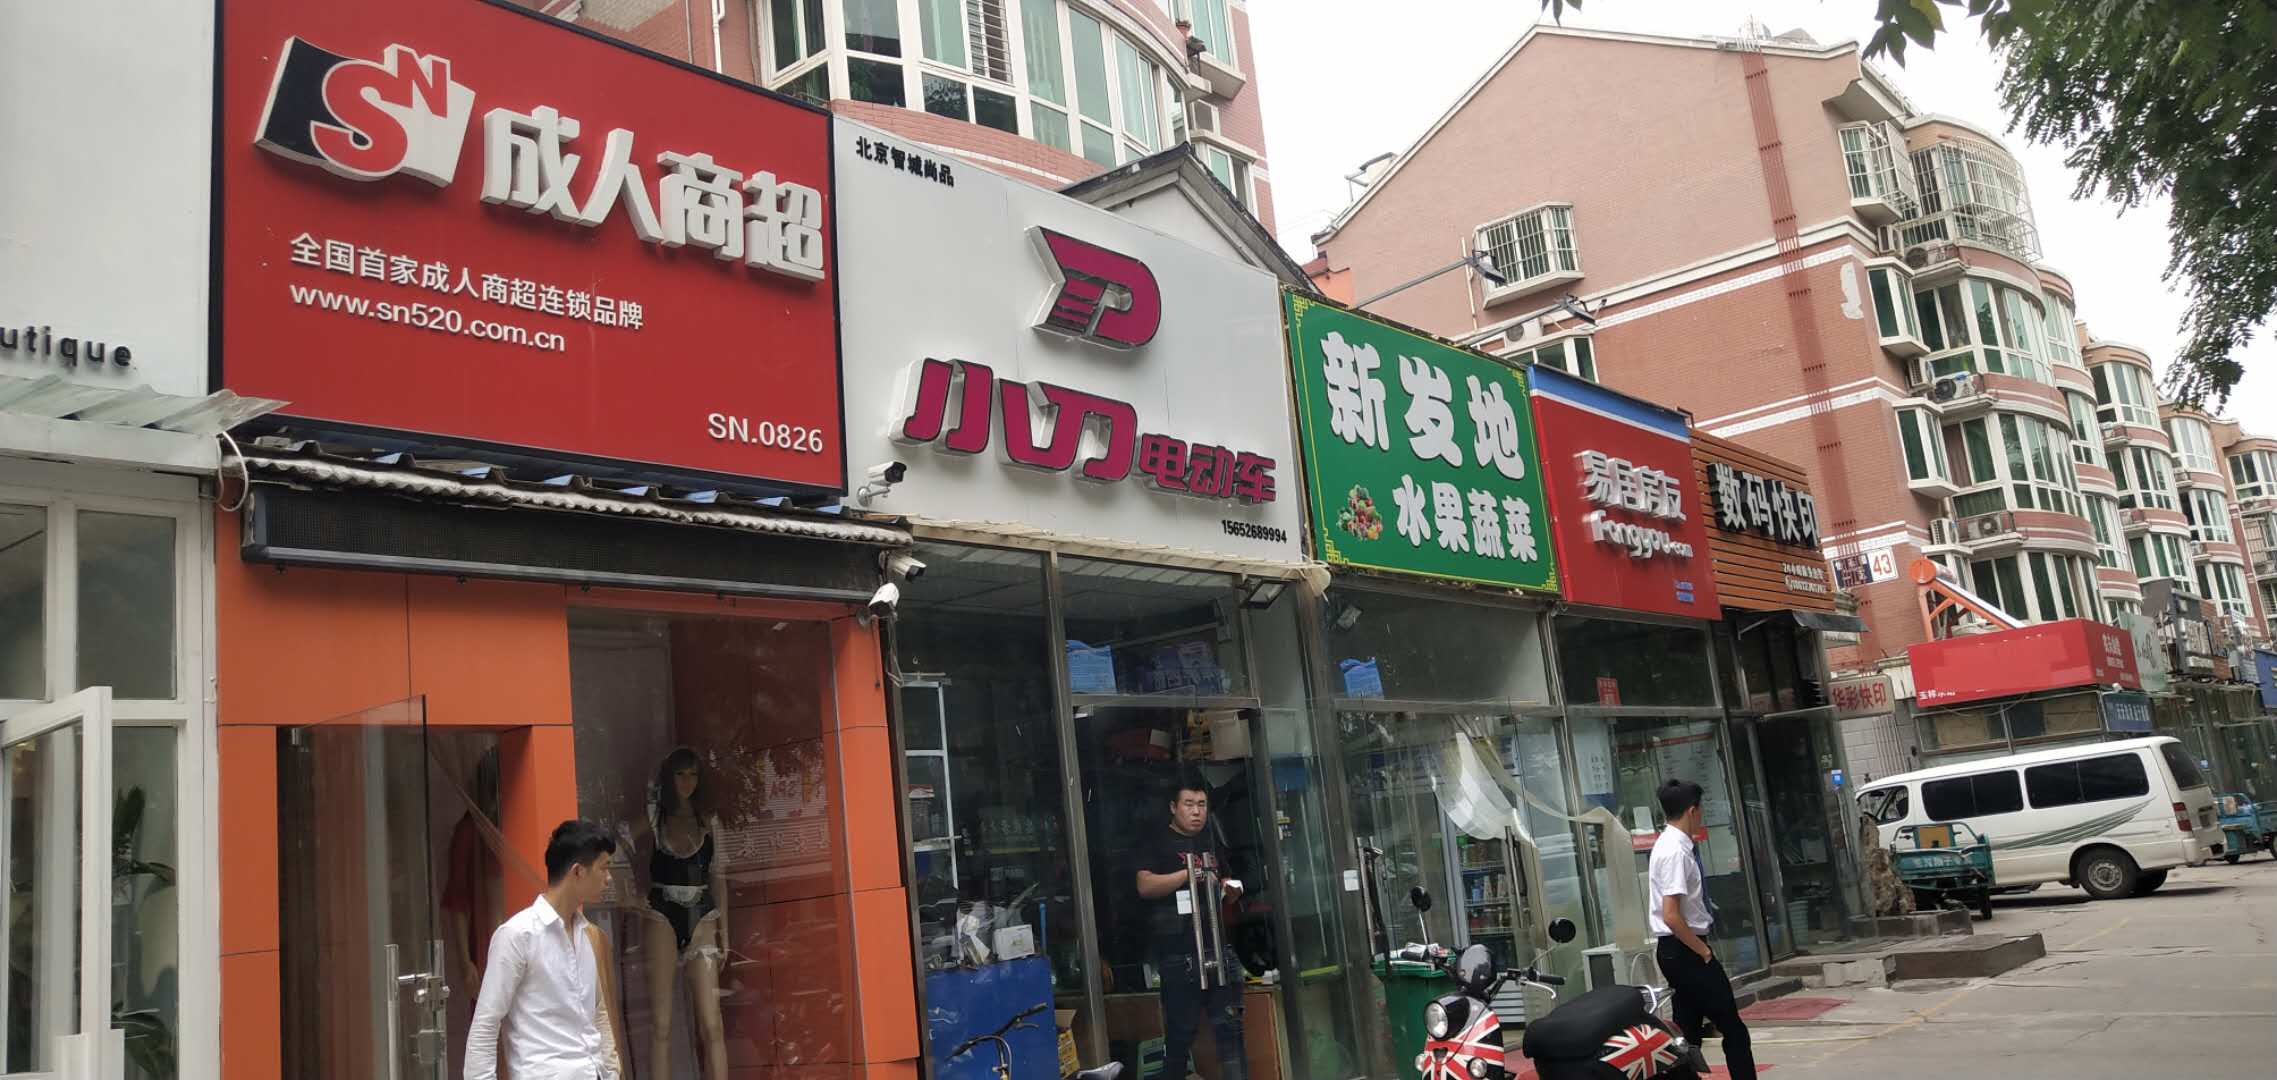 utique
SN
成人商超
全国首家成人商超连锁品牌
www.sn520.com.cn
SN.0826
北京智城尚品
小刀电动车
15652689994
新发地
水果蔬菜
易居房友
Fangyou.com
数码快印
43
华彩快印